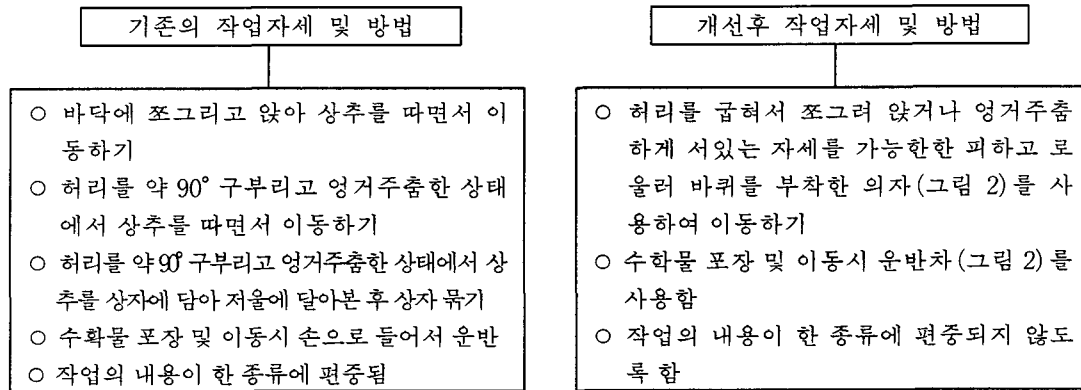 기존의 작업자세 및 방법
○ 바닥에 쪼그리고 앉아 상추를 따면서 이
동하기
○ 허리를 약 90° 구부리고 엉거주춤한 상태
에서 상추를 따면서 이동하기
○ 허리를 약 90° 구부리고 엉거주춤한 상태에서 상
추를 상자에 담아 저울에 달아본 후 상자 묶기
○ 수확물 포장 및 이동시 손으로 들어서 운반
○ 작업의 내용이 한 종류에 편중됨
개선후 작업자세 및 방법
○ 허리를 굽혀서 쪼그려 앉거나 엉거주춤
하게 서있는 자세를 가능한한 피하고 로
울러 바퀴를 부착한 의자(그림 2)를 사
용하여 이동하기
○ 수학물 포장 및 이동시 운반차(그림 2)를
사용함
○ 작업의 내용이 한 종류에 편중되지 않도
록 함